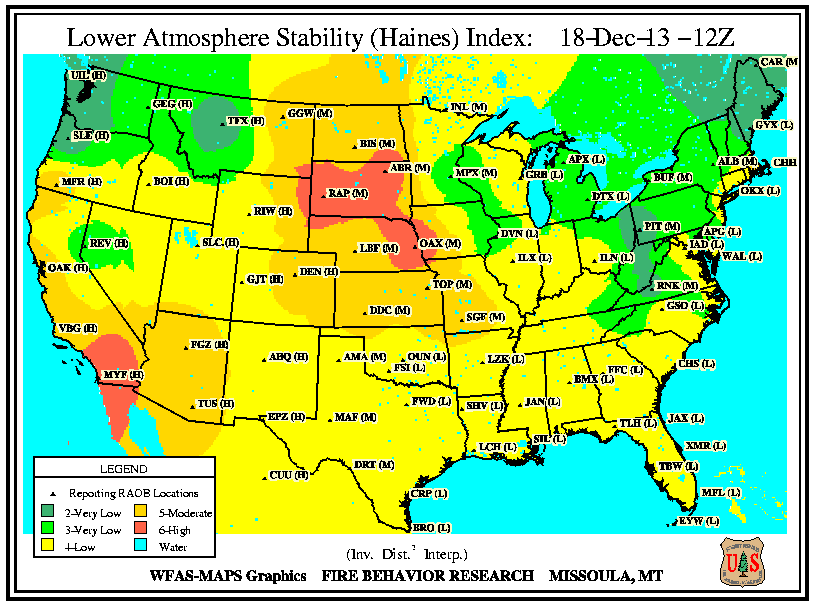 Lower Atmosphere Stability (Haines) Index: 18-Dec-13 -12Z
CAR (M
UIL (H)
GEG (H)
TFX (H)
GGW (M)
INL (M)
GYX (L)
SLE (H)
BIS (M)
ABR (M)
MPX (M)
GRB (L)
APX (L)
ALB (M)
CHH
MFR (H)
BOI (H)
RAP (M)
DTX (L)
BUF (M)
OKX (L)
RIW (H)
REV (H)
SLC (H)
LBF (M)
OAX (M)
DVN (L)
PIT (M)
APG (L)
IAD (L)
WAL (L)
OAK (H)
GJT (H)
DEN (H)
TOP (M)
ILX (L)
ILN (L)
RNK (M)
GSO (L)
VBG (H)
DDC (M)
SGF (M)
FGZ (H)
ABQ (H)
AMA (M)
OUN (L)
FSI (L)
LZK (L)
BMX (L)
FFC (L)
CHS (L)
MYF (H)
TUS (H)
EPZ (H)
MAF (M)
FWD (L)
SHV (L)
JAN (L)
TLH (L)
JAX (L)
CUU (H)
DRT (M)
LCH (L)
SIL (L)
XMR (L)
TBW (L)
CRP (L)
MFL (L)
BRO (L)
EYW (L)
LEGEND
Reporting RAOB Locations
2-Very Low 5-Moderate
3-Very Low 6-High
4-Low Water
(Inv. Dist.² Interp.)
WFAS-MAPS Graphics FIRE BEHAVIOR RESEARCH MISSOULA, MT
U S